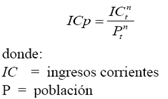 ICp = IC_t^n / P_t^n
donde:
IC = ingresos corrientes
P = población